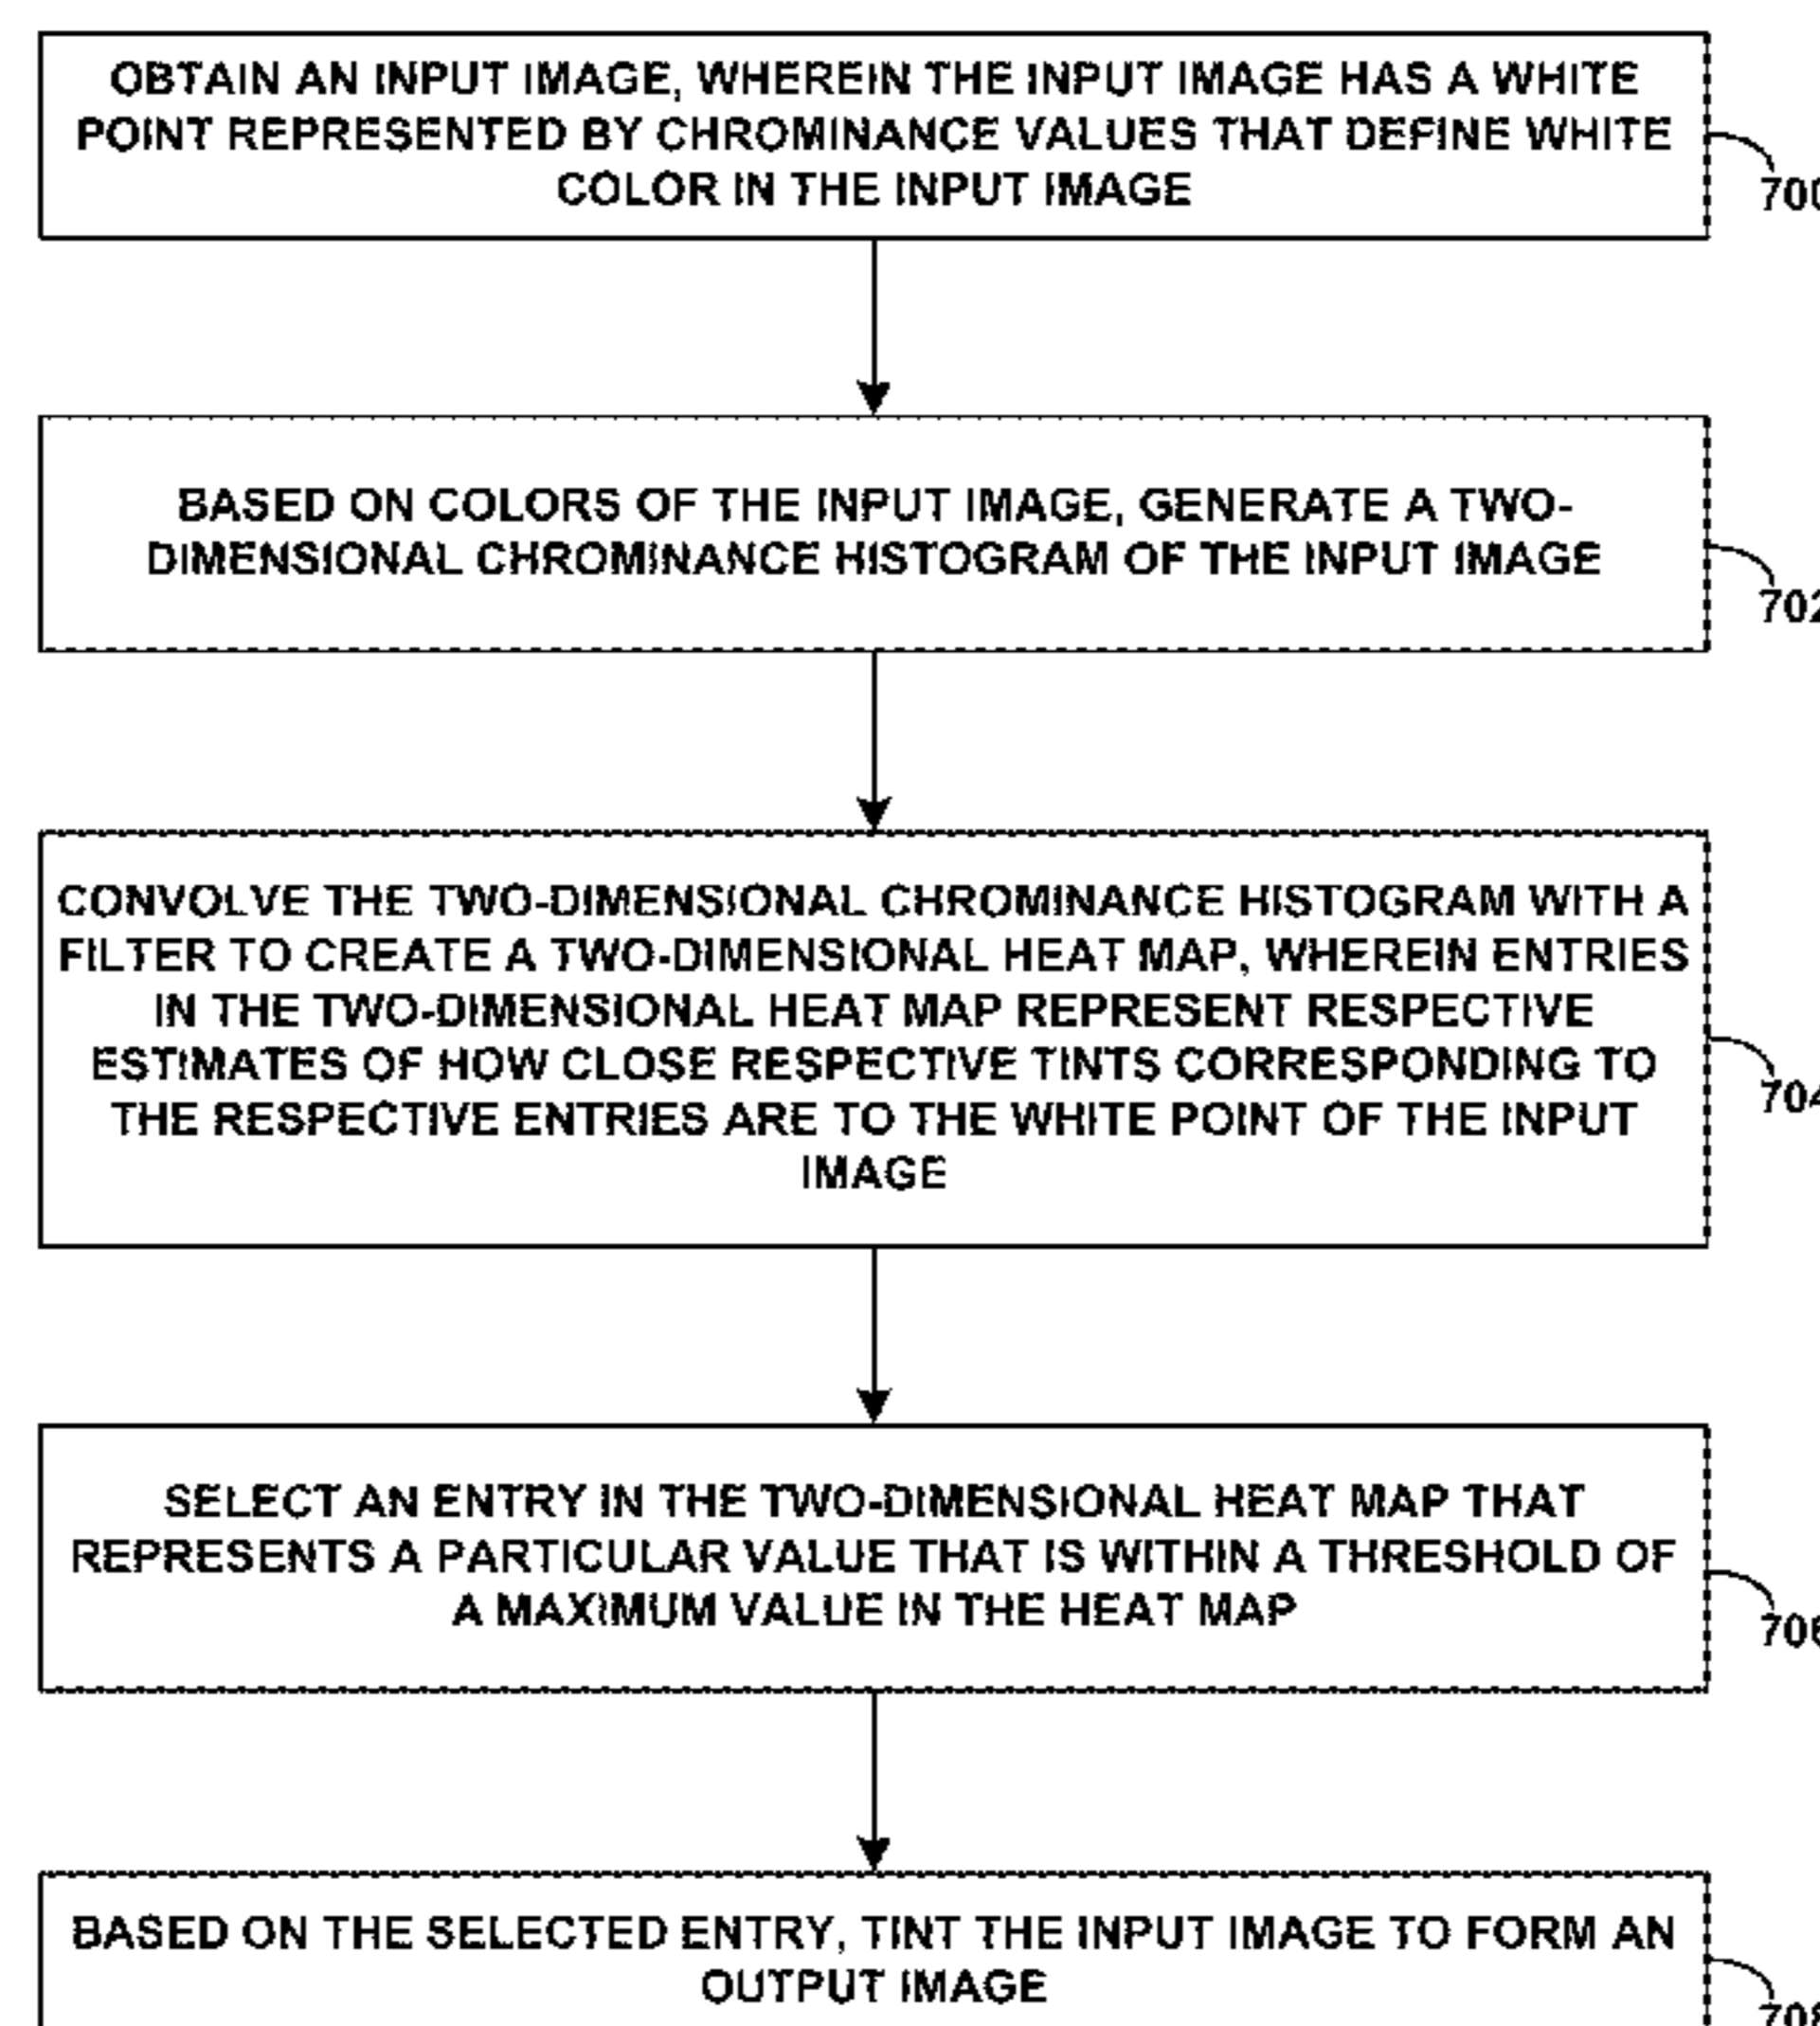 OBTAIN AN INPUT IMAGE, WHEREIN THE INPUT IMAGE HAS A WHITE
POINT REPRESENTED BY CHROMINANCE VALUES THAT DEFINE WHITE
COLOR IN THE INPUT IMAGE
700
BASED ON COLORS OF THE INPUT IMAGE, GENERATE A TWO-
DIMENSIONAL CHROMINANCE HISTOGRAM OF THE INPUT IMAGE
702
CONVOLVE THE TWO-DIMENSIONAL CHROMINANCE HISTOGRAM WITH A
FILTER TO CREATE A TWO-DIMENSIONAL HEAT MAP, WHEREIN ENTRIES
IN THE TWO-DIMENSIONAL HEAT MAP REPRESENT RESPECTIVE
ESTIMATES OF HOW CLOSE RESPECTIVE TINTS CORRESPONDING TO
THE RESPECTIVE ENTRIES ARE TO THE WHITE POINT OF THE INPUT
IMAGE
704
SELECT AN ENTRY IN THE TWO-DIMENSIONAL HEAT MAP THAT
REPRESENTS A PARTICULAR VALUE THAT IS WITHIN A THRESHOLD OF
A MAXIMUM VALUE IN THE HEAT MAP
706
BASED ON THE SELECTED ENTRY, TINT THE INPUT IMAGE TO FORM AN
OUTPUT IMAGE
708